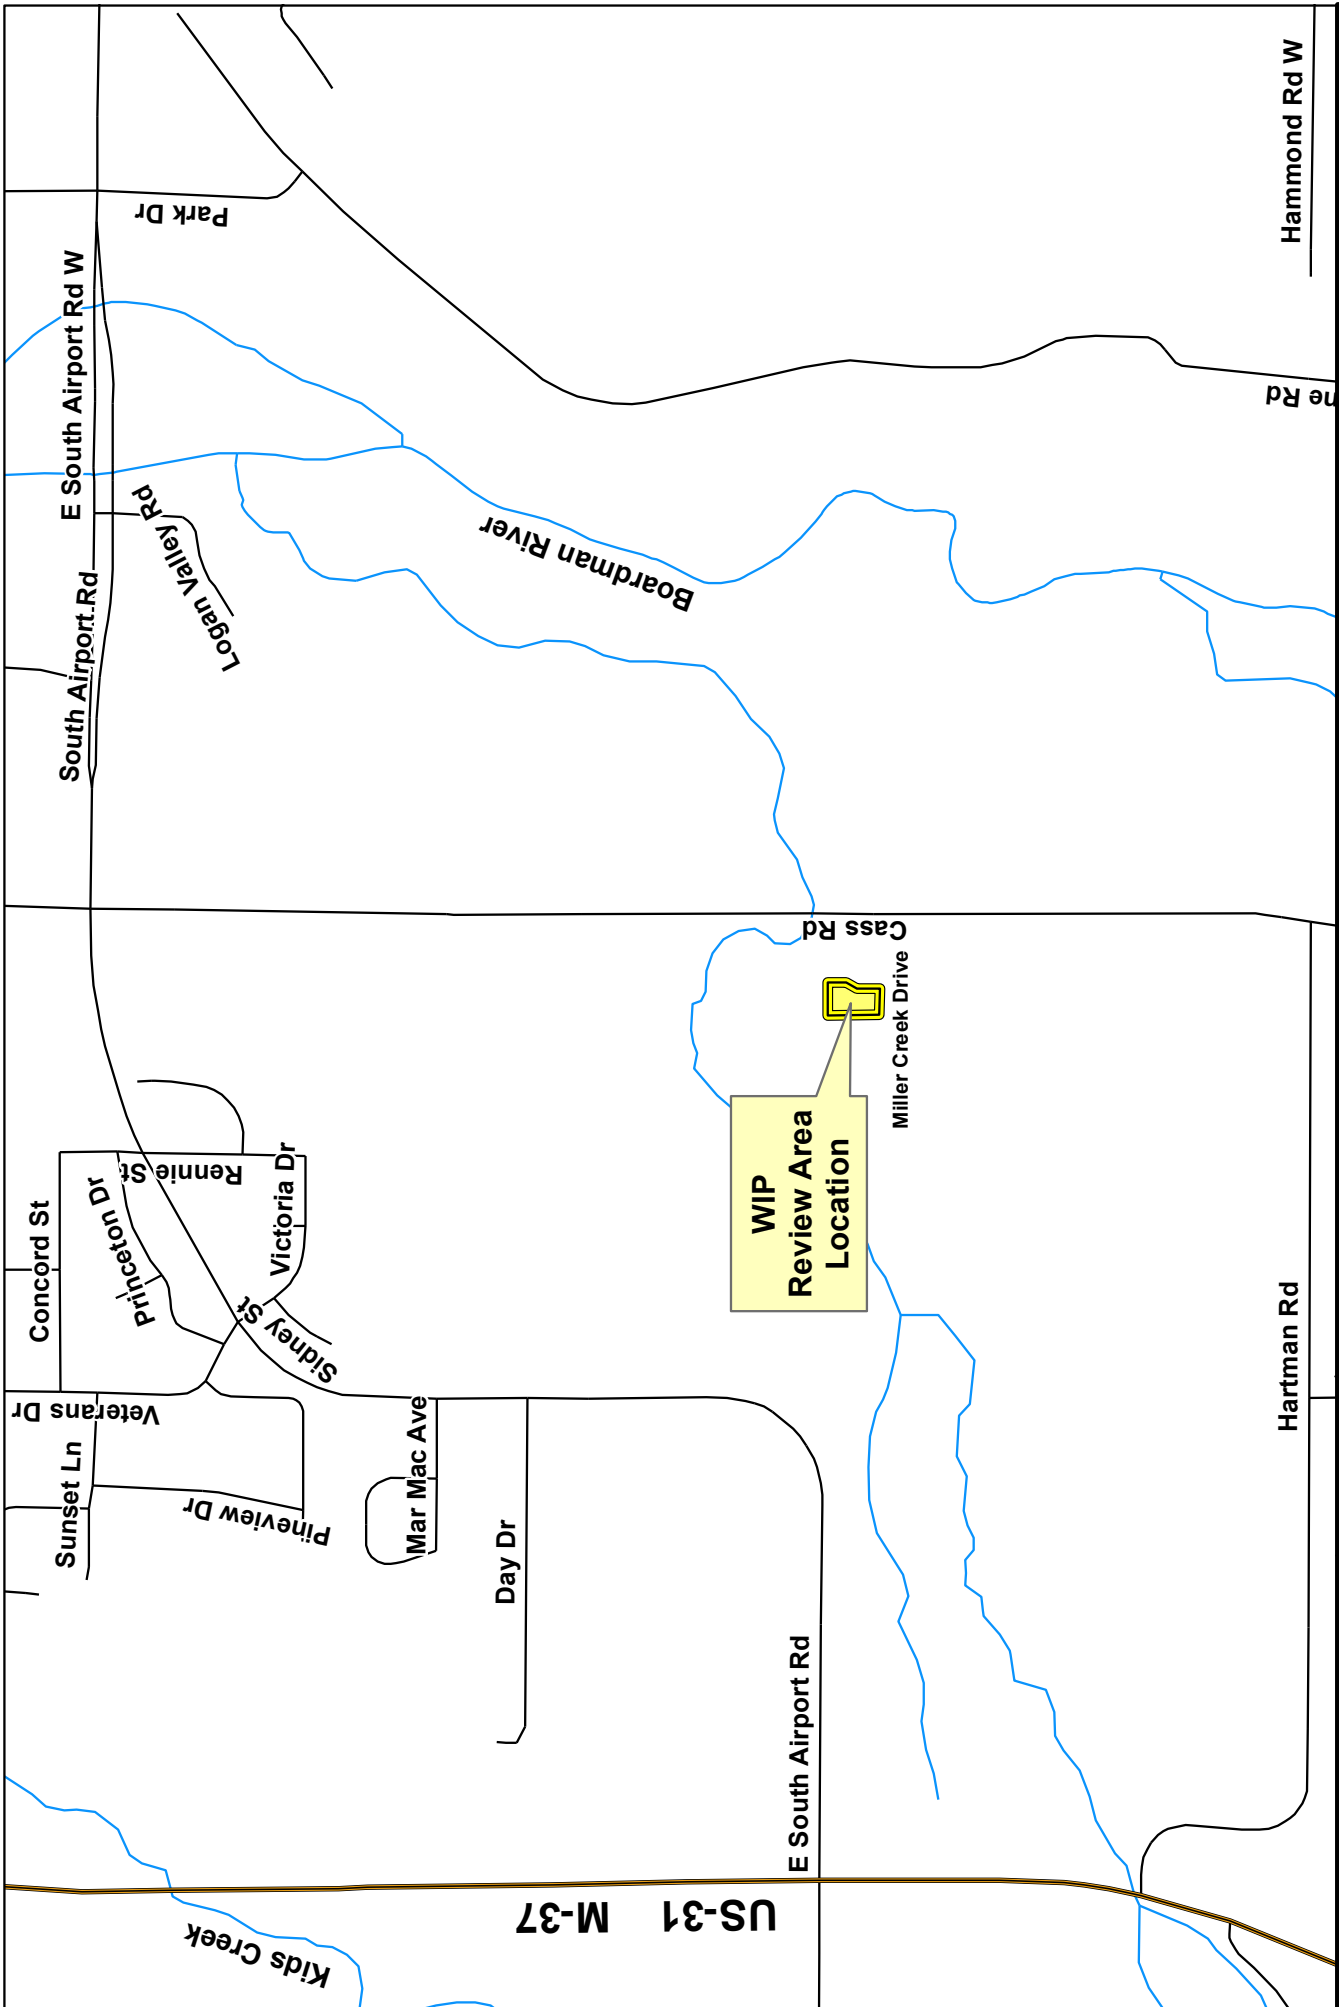 Hammond Rd W
Park Dr
E South Airport Rd W
ne Rd
Logan Valley Rd
Boardman River
South Airport Rd
Cass Rd
Miller Creek Drive
WIP
Review Area
Location
Rennie St
Victoria Dr
Princeton Dr
Concord St
Sidney St
Hartman Rd
Veterans Dr
Mar Mac Ave
Sunset Ln
Pineview Dr
Day Dr
E South Airport Rd
US-31 M-37
Kids Creek